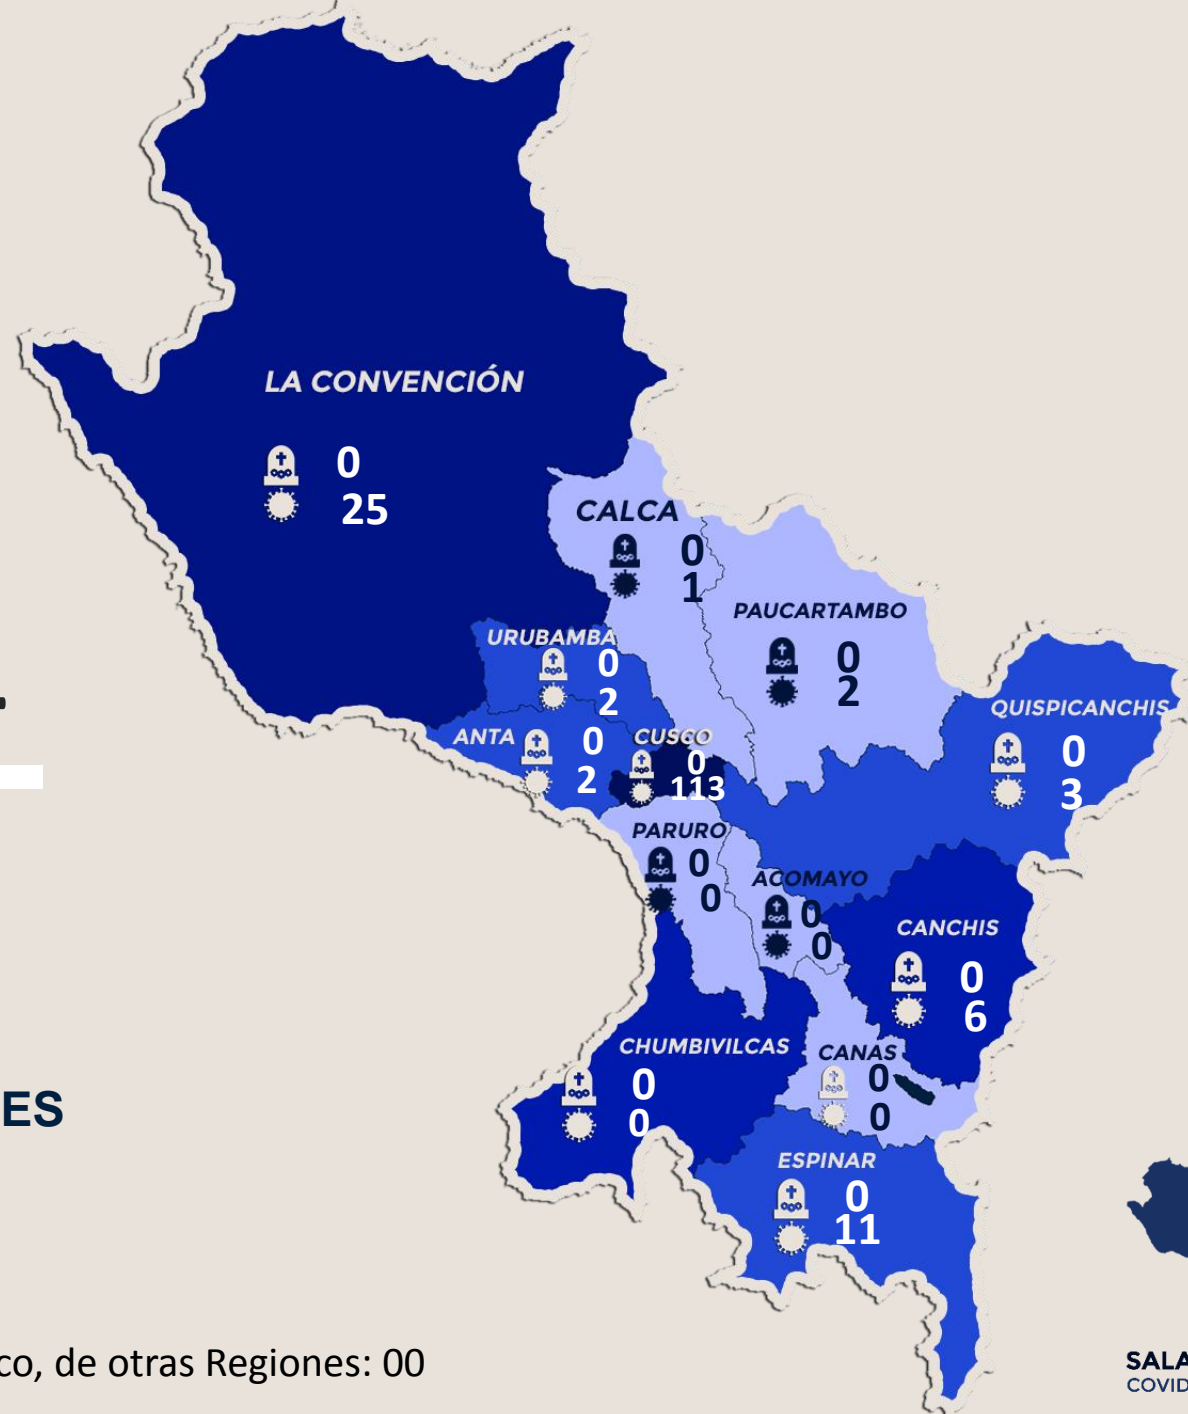 LA CONVENCIÓN
0
25
CALCA
0
1
PAUCARTAMBO
0
2
URUBAMBA
0
2
QUISPICANCHIS
0
3
ANTA
0
2
CUSCO
0
113
PARURO
0
0
ACOMAYO
0
0
CANCHIS
0
6
CHUMBIVILCAS
0
0
CANAS
0
0
ES
ESPINAR
0
11
co, de otras Regiones: 00
SALA
COVID